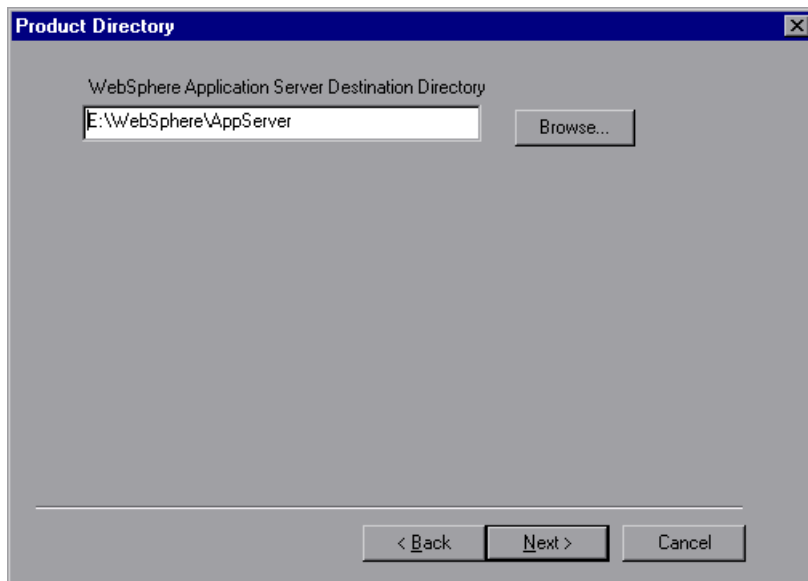 Product Directory
WebSphere Application Server Destination Directory
E:\WebSphere\AppServer
Browse...
< Back
Next >
Cancel